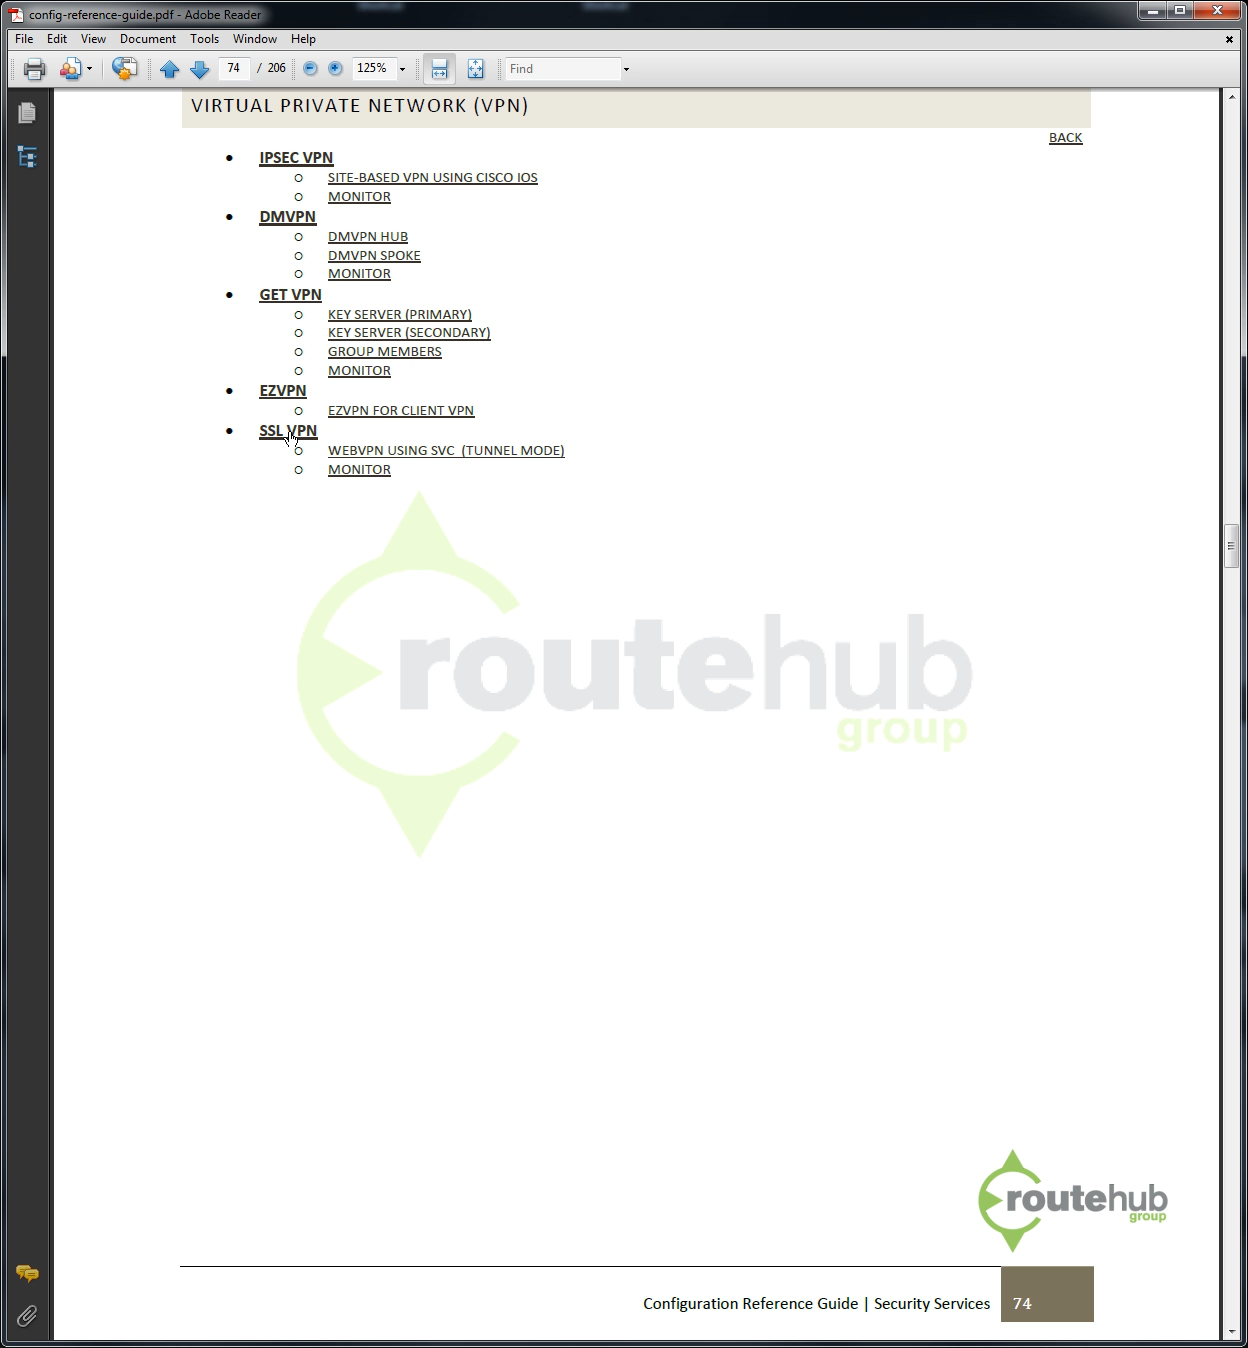 config-reference-guide.pdf - Adobe Reader
File Edit View Document Tools Window Help
74 / 206 125% Find
VIRTUAL PRIVATE NETWORK (VPN)
BACK
IPSEC VPN
SITE-BASED VPN USING CISCO IOS
MONITOR
DMVPN
DMVPN HUB
DMVPN SPOKE
MONITOR
GET VPN
KEY SERVER (PRIMARY)
KEY SERVER (SECONDARY)
GROUP MEMBERS
MONITOR
EZVPN
EZVPN FOR CLIENT VPN
SSL VPN
WEBVPN USING SVC (TUNNEL MODE)
MONITOR
routehub
group
routehub
group
Configuration Reference Guide | Security Services 74